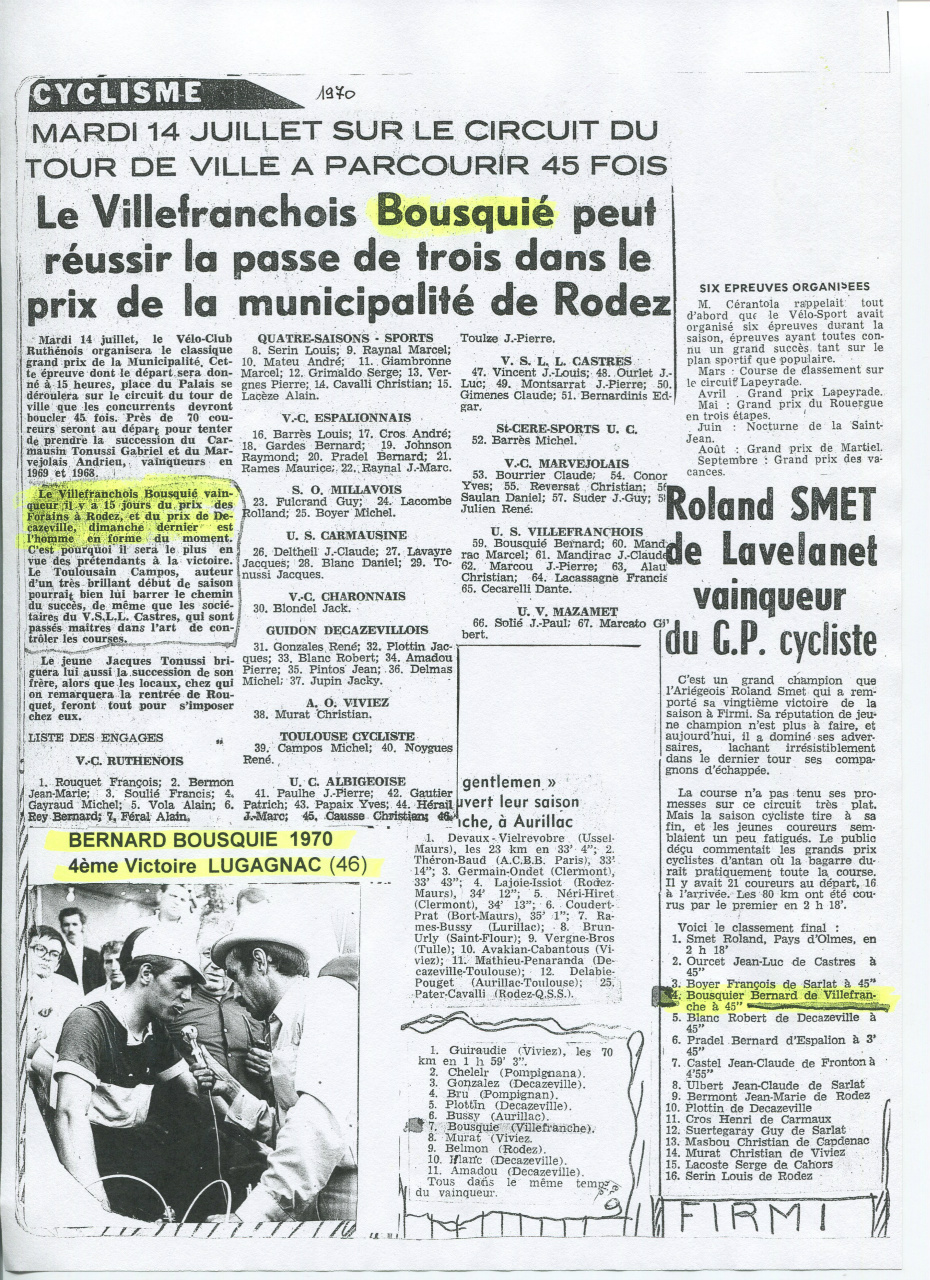 CYCLISME
1970
MARDI 14 JUILLET SUR LE CIRCUIT DU
TOUR DE VILLE A PARCOURIR 45 FOIS
Le Villefranchois Bousquié peut
réussir la passe de trois dans le
prix de la municipalité de Rodez
Mardi 14 juillet, le Vélo-Club
Ruthénois organisera le classique
grand prix de la Municipalité. Cet-
te épreuve dont le départ sera don-
né à 15 heures, place du Palais se
déroulera sur le circuit du tour de
ville que les concurrents devront
boucler 45 fois. Près de 70 cou-
reurs seront au départ pour tenter
de prendre la succession du Car-
mausin Tonussi Gabriel et du Mar-
vejolais Andrieu, vainqueurs en
1969 et 1968.
Le Villefranchois Bousquié vain-
queur il y a 15 jours du prix des
Forains à Rodez, et du prix de De-
cazeville, dimanche dernier est
l'homme en forme du moment.
C'est pourquoi il sera le plus en
vue des prétendants à la victoire.
Le Toulousain Campos, auteur
d'un très brillant début de saison
pourrait bien lui barrer le chemin
du succès, de même que les socié-
taires du V.S.L.L. Castres, qui sont
passés maîtres dans l'art de con-
trôler les courses.
Le jeune Jacques Tonussi bri-
guera lui aussi la succession de son
frère, alors que les locaux, chez qui
on remarquera la rentrée de Rou-
quet, feront tout pour s'imposer
chez eux.
LISTE DES ENGAGES
V.-C. RUTHENOIS
1. Rouquet François; 2. Bermon
Jean-Marie; 3. Soulié Francis; 4.
Gayraud Michel; 5. Vola Alain; 6.
Rey Bernard; 7. Féral Alain.
QUATRE-SAISONS - SPORTS
8. Serin Louis; 9. Raynal Marcel;
10. Mateu André; 11. Giambronne
Marcel; 12. Grimaldo Serge; 13. Ver-
gnes Pierre; 14. Cavalli Christian; 15.
Lacèze Alain.
V.-C. ESPALIONNAIS
16. Barrès Louis; 17. Cros André;
18. Gardes Bernard; 19. Johnson
Raymond; 20. Pradel Bernard; 21.
Rames Maurice; 22. Raynal J.-Marc.
S. O. MILLAVOIS
23. Fulcrand Guy; 24. Lacombe
Rolland; 25. Boyer Michel.
U. S. CARMAUSINE
26. Deltheil J.-Claude; 27. Lavayre
Jacques; 28. Blanc Daniel; 29. To-
nussi Jacques.
V.-C. CHARONNAIS
30. Blondel Jack.
GUIDON DECAZEVILLOIS
31. Gonzales René; 32. Plottin Jac-
ques; 33. Blanc Robert; 34. Amadou
Pierre; 35. Pintos Jean; 36. Delmas
Michel; 37. Jupin Jacky.
A. O. VIVIEZ
38. Murat Christian.
TOULOUSE CYCLISTE
39. Campos Michel; 40. Noygues
René.
U. C. ALBIGEOISE
41. Paulhe J.-Pierre; 42. Gautier
Patrich; 43. Papaix Yves; 44. Hérail
J.-Marc; 45. Causse Christian; 46.
Toulze J.-Pierre.
V. S. L. L. CASTRES
47. Vincent J.-Louis; 48. Ourlet J.-
Luc; 49. Montsarrat J.-Pierre; 50.
Gimenes Claude; 51. Bernardinis Ed-
gar.
St-CERE-SPORTS U. C.
52. Barrès Michel.
V.-C. MARVEJOLAIS
53. Bourrier Claude; 54. Conor
Yves; 55. Reversat Christian; 56
Saulan Daniel; 57. Suder J.-Guy; 5
Julien René.
U. S. VILLEFRANCHOIS
59. Bousquié Bernard; 60. Mand
rac Marcel; 61. Mandirac J.-Claude
62. Marcou J.-Pierre; 63, Alau
Christian; 64. Lacassagne Francis
65. Cecarelli Dante.
U. V. MAZAMET
66. Solié J.-Paul; 67. Marcato Gi
bert.
SIX EPREUVES ORGANISEES
M. Cérantola rappelait tout
d'abord que le Vélo-Sport avait
organisé six épreuves durant la
saison, épreuves ayant toutes con-
nu un grand succès tant sur le
plan sportif que populaire.
Mars : Course de classement sur
le circuit Lapeyrade.
Avril : Grand prix Lapeyrade.
Mai : Grand prix du Rouergue
en trois étapes.
Juin : Nocturne de la Saint-
Jean.
Août : Grand prix de Martiel.
Septembre : Grand prix des va-
cances.
Roland SMET
de Lavelanet
vainqueur
du G.P. cycliste
C'est un grand champion que
l'Ariégeois Roland Smet qui a rem-
porté sa vingtième victoire de la
saison à Firmi. Sa réputation de jeu-
ne champion n'est plus à faire, et
aujourd'hui, il a dominé ses adver-
saires, lachant irrésistiblement
dans le dernier tour ses compa-
gnons d'échappée.
La course n'a pas tenu ses pro-
messes sur ce circuit très plat.
Mais la saison cycliste tire à sa
fin, et les jeunes coureurs sem-
blaient un peu fatigués. Le public
déçu commentait les grands prix
cyclistes d'antan où la bagarre du-
rait pratiquement toute la course.
Il y avait 21 coureurs au départ, 16
à l'arrivée. Les 80 km ont été cou-
rus par le premier en 2 h 18'.
Voici le classement final :
1. Smet Roland, Pays d'Olmes, en
2 h 18'
2. Ourcet Jean-Luc de Castres à
45"
3. Boyer François de Sarlat à 45"
4. Bousquier Bernard de Villefran-
che à 45"
5. Blanc Robert de Decazeville à
45"
6. Pradel Bernard d'Espalion à 3'
45"
7. Castel Jean-Claude de Fronton à
4'55"
8. Ulbert Jean-Claude de Sarlat
9. Bermont Jean-Marie de Rodez
10. Plottin de Decazeville
11. Cros Henri de Carmaux
12. Suertegaray Guy de Sarlat
13. Masbou Christian de Capdenac
14. Murat Christian de Viviez
15. Lacoste Serge de Cahors
16. Serin Louis de Rodez
FIRMI
gentlemen »
uvert leur saison
che, à Aurillac
1. Devaux-Vielrevobre (Ussel-
Maurs), les 23 km en 33' 4"; 2.
Théron-Baud (A.C.B.B. Paris), 33'
14"; 3. Germain-Ondet (Clermont),
33' 43"; 4. Lajoie-Issiot (Rodez-
Maurs), 34' 12"; 5. Néri-Hiret
(Clermont), 34' 13"; 6. Coudert-
Prat (Bort-Maurs), 35' 1"; 7. Ra-
mes-Bussy (Lurillac); 8. Brun-
Urly (Saint-Flour); 9. Vergne-Bros
(Tulle); 10. Avakian-Cabantous (Vi-
viez); 11. Mathieu-Penaranda (De-
cazeville-Toulouse); 12. Delabie-
Pouget (Aurillac-Toulouse); 25.
Pater-Cavalli (Rodez-Q.S.S.).
1. Guiraudie (Viviez), les 70
km en 1 h 59' 3".
2. Chelelr (Pompignana).
3. Gonzalez (Decazeville).
4. Bru (Pompignan).
5. Plottin (Decazeville).
6. Bussy (Aurillac).
7. Bousquie (Villefranche).
8. Murat (Viviez.
9. Belmon (Rodez).
10. Blanc (Decazeville).
11. Amadou (Decazeville).
Tous dans le même temps
du vainqueur.
BERNARD BOUSQUIE 1970
4ème Victoire LUGAGNAC (46)